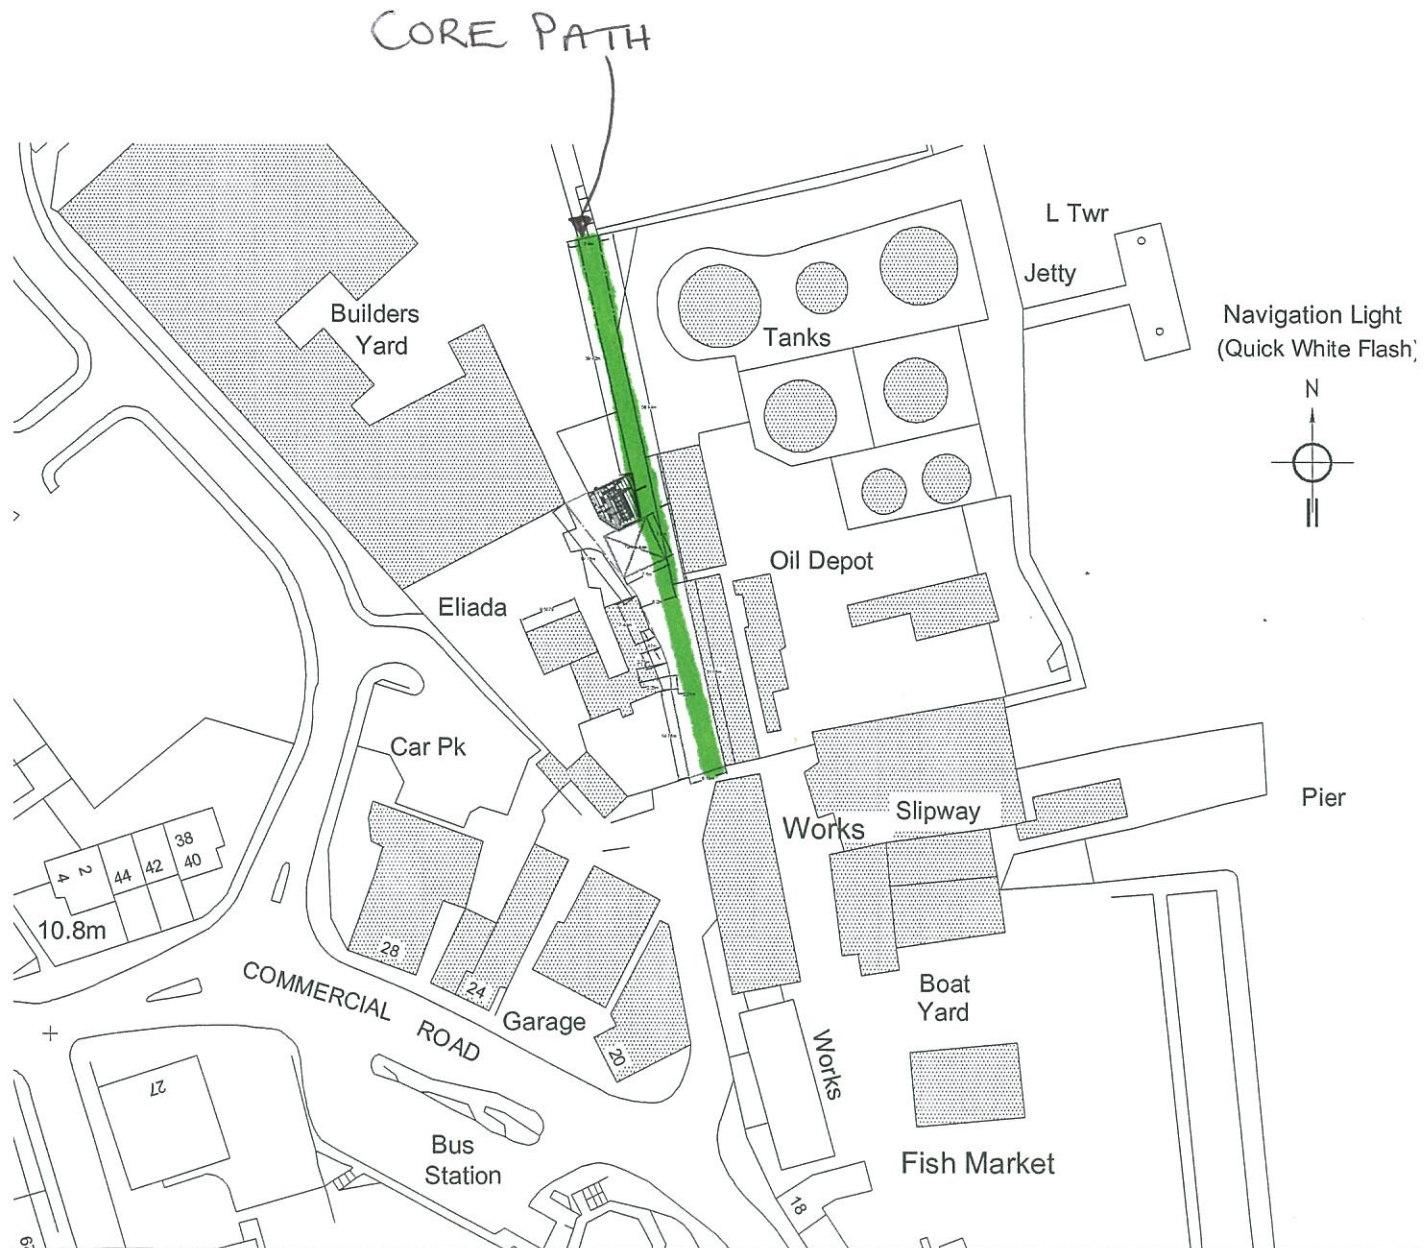 CORE PATH
L Twr
Jetty
Navigation Light
(Quick White Flash)
N
Builders
Yard
Tanks
Oil Depot
Eliada
Car Pk
Slipway
Works
Pier
38
40
42
44
2
4
10.8m
28
24
COMMERCIAL ROAD
Garage
20
Boat
Yard
Works
27
Bus
Station
Fish Market
18